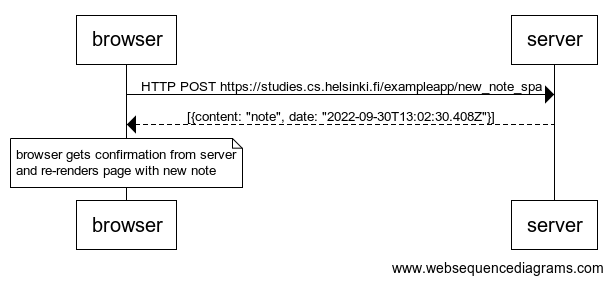 browser
server
HTTP POST https://studies.cs.helsinki.fi/exampleapp/new_note_spa
[{content: "note", date: "2022-09-30T13:02:30.408Z"}]
browser gets confirmation from server
and re-renders page with new note
browser
server
www.websequencediagrams.com